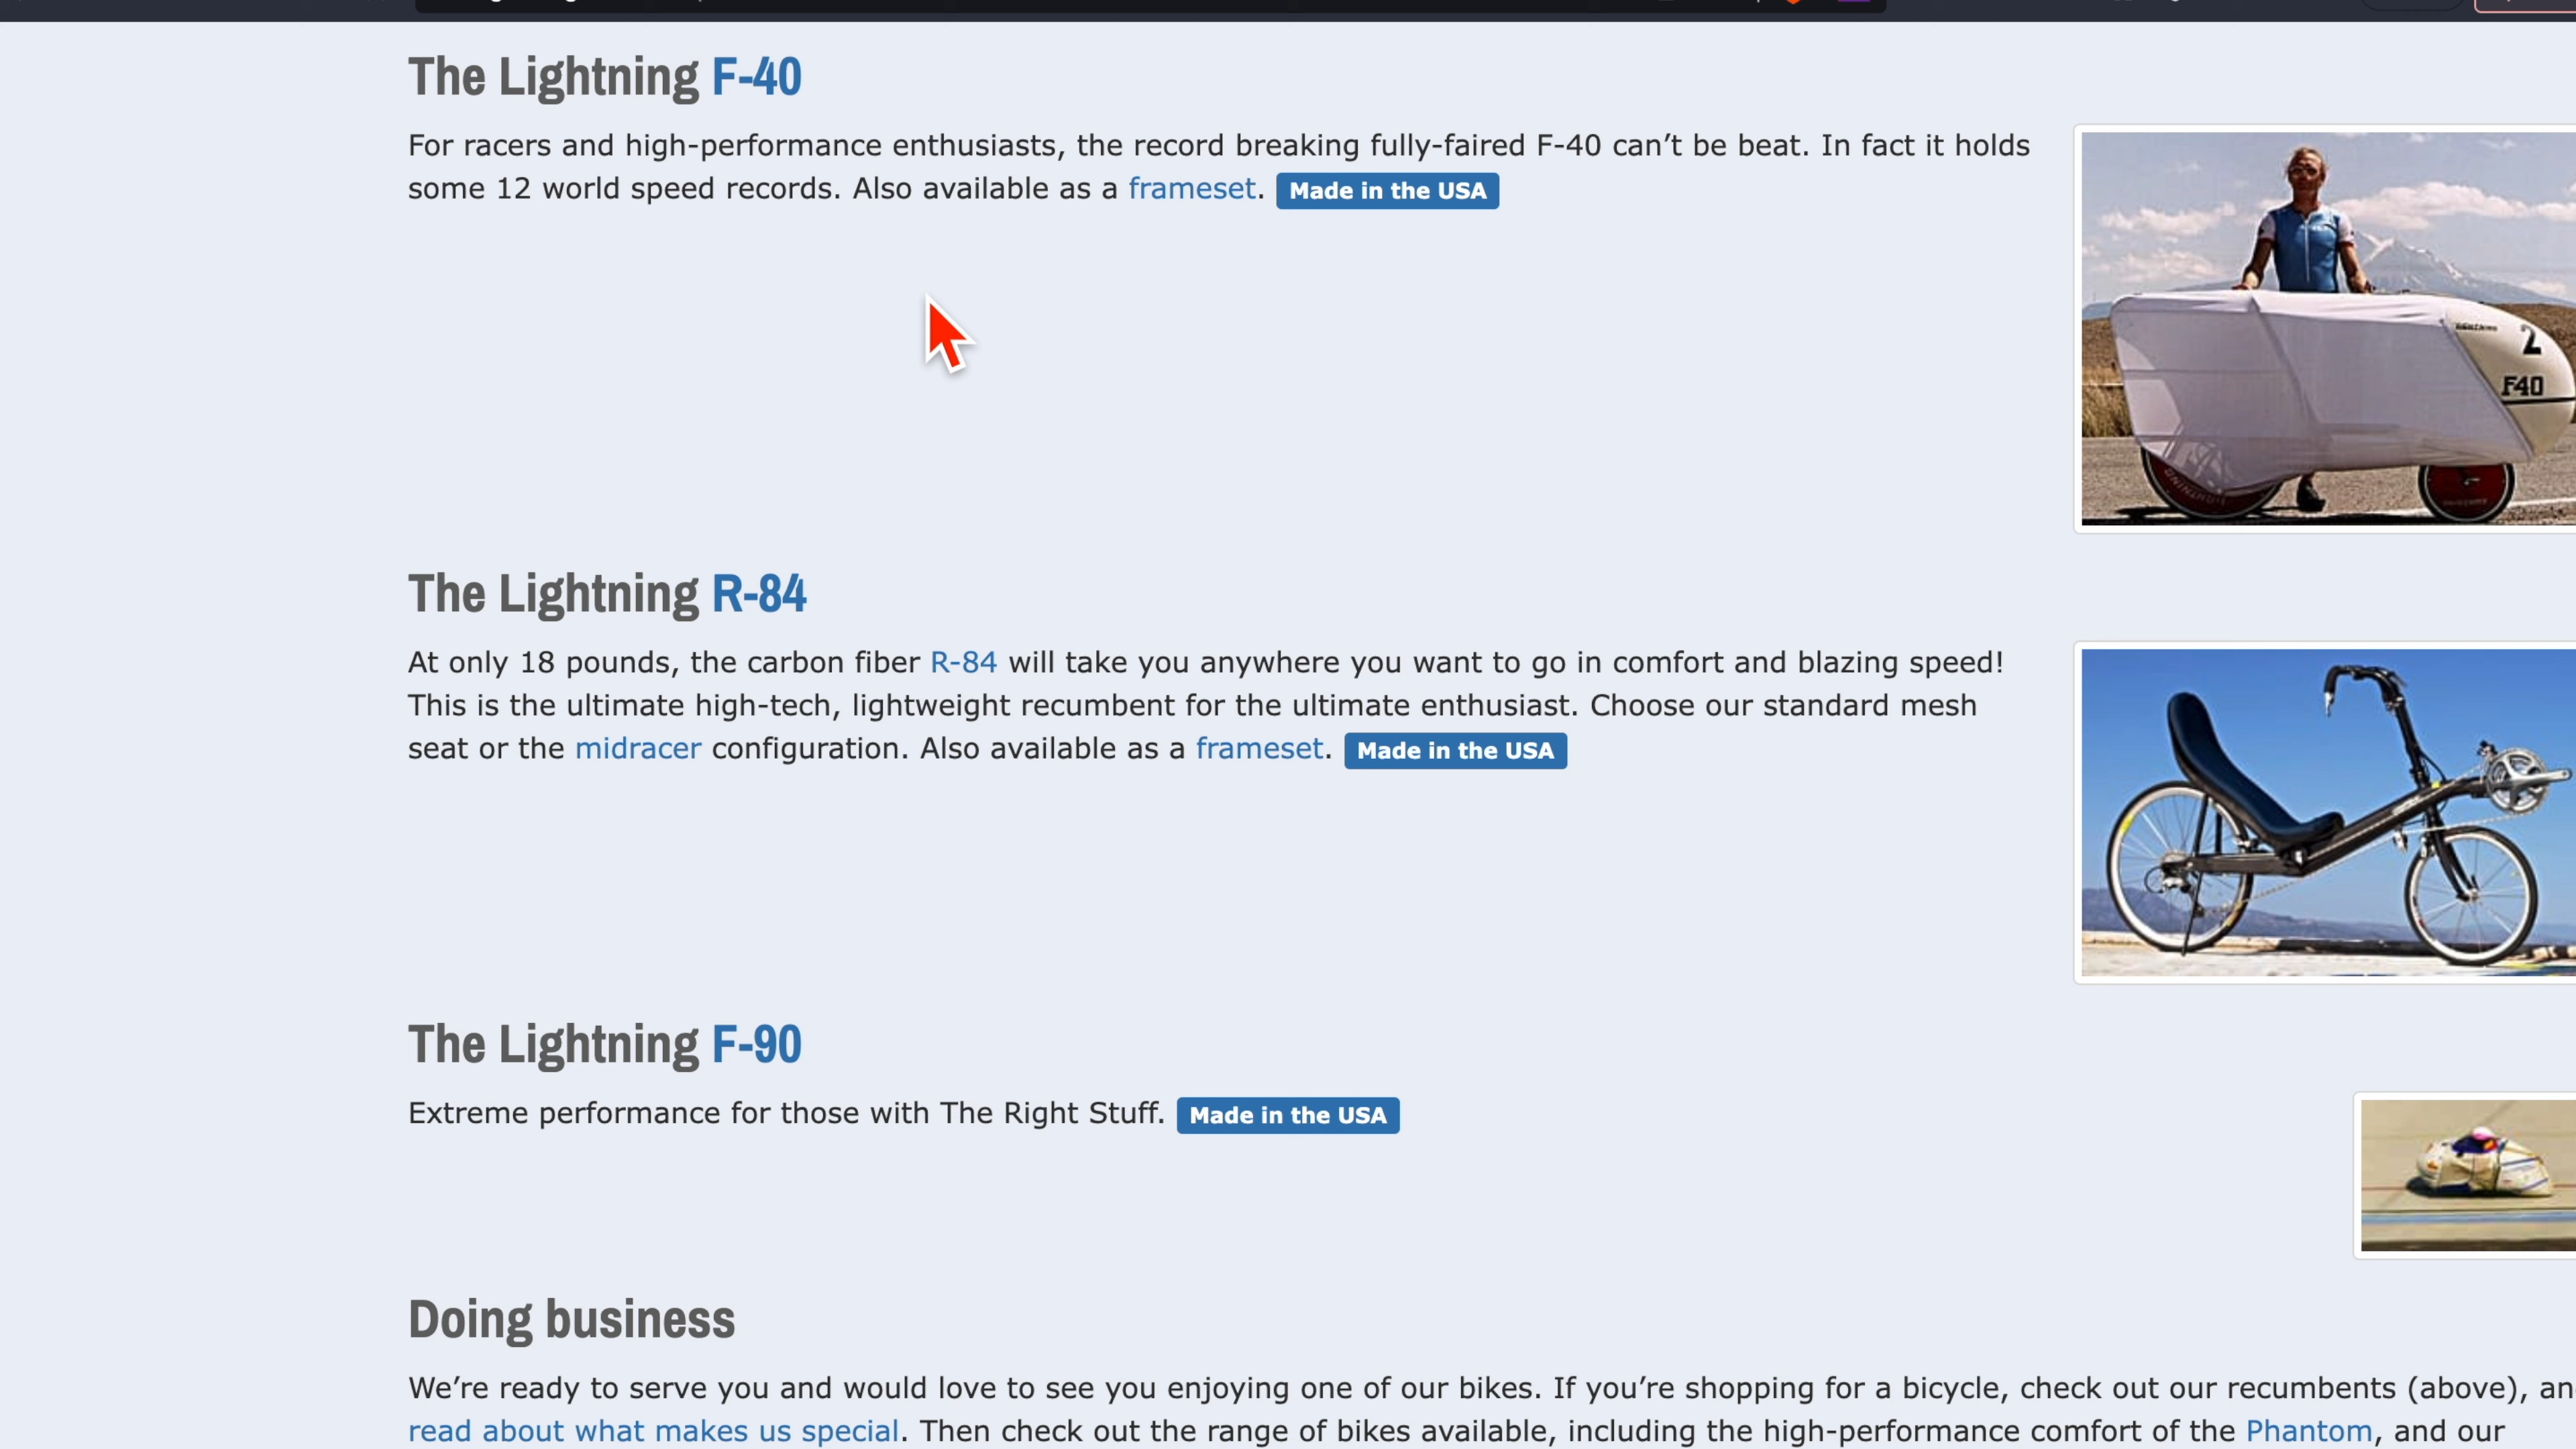 The Lightning F-40
For racers and high-performance enthusiasts, the record breaking fully-faired F-40 can’t be beat. In fact it holds
some 12 world speed records. Also available as a frameset. Made in the USA
2
F40
The Lightning R-84
At only 18 pounds, the carbon fiber R-84 will take you anywhere you want to go in comfort and blazing speed!
This is the ultimate high-tech, lightweight recumbent for the ultimate enthusiast. Choose our standard mesh
seat or the midracer configuration. Also available as a frameset. Made in the USA
The Lightning F-90
Extreme performance for those with The Right Stuff. Made in the USA
Doing business
We’re ready to serve you and would love to see you enjoying one of our bikes. If you’re shopping for a bicycle, check out our recumbents (above), an
read about what makes us special. Then check out the range of bikes available, including the high-performance comfort of the Phantom, and our